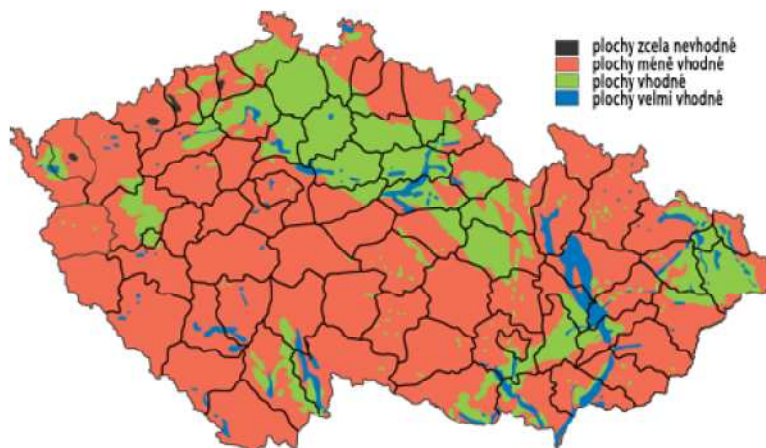 plochy zcela nevhodné
plochy méně vhodné
plochy vhodné
plochy velmi vhodné